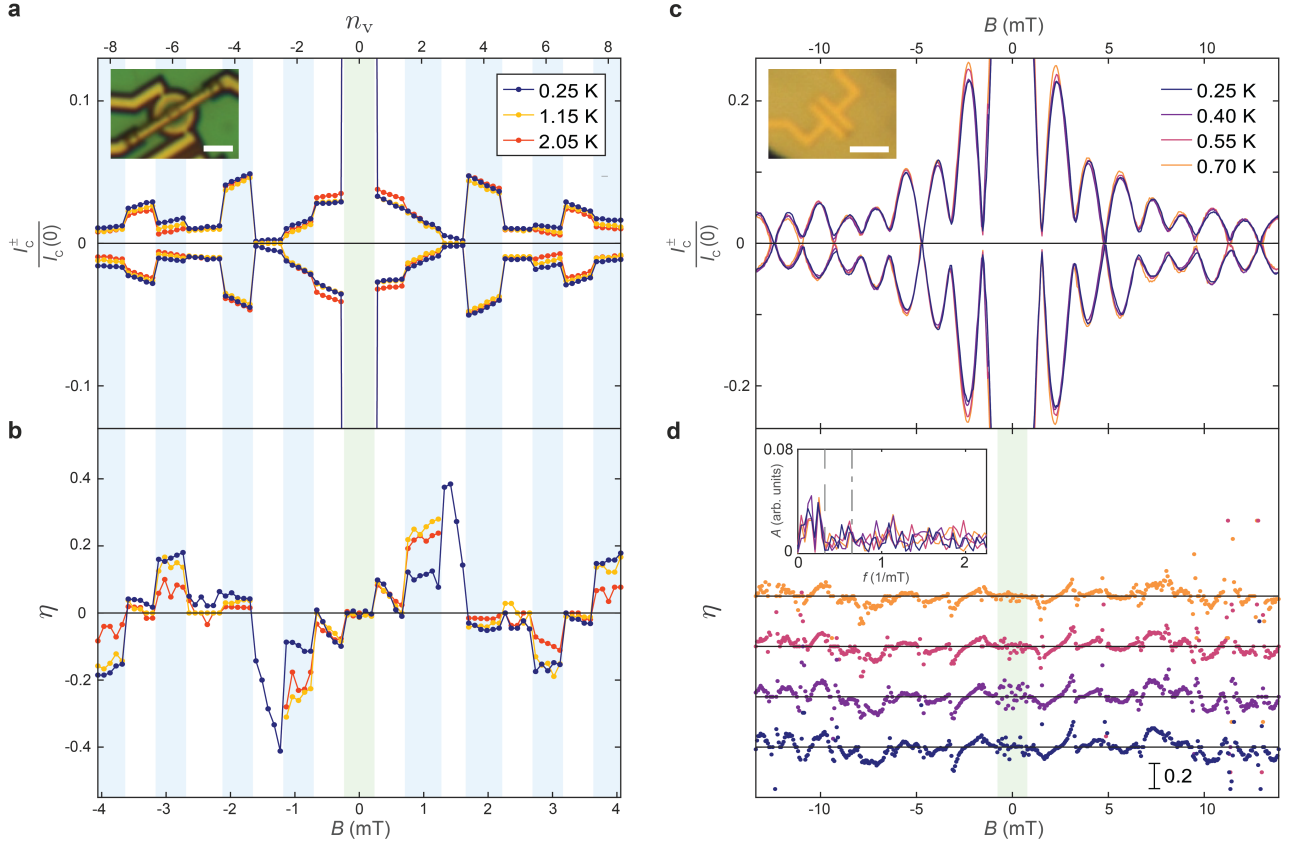 a
n_v
-8 -6 -4 -2 0 2 4 6 8
0.1
0
-0.1
I_c^± / I_c(0)
0.25 K
1.15 K
2.05 K
b
0.4
0.2
0
-0.2
-0.4
η
-4 -3 -2 -1 0 1 2 3 4
B (mT)
c
B (mT)
-10 -5 0 5 10
0.2
0
-0.2
I_c^± / I_c(0)
0.25 K
0.40 K
0.55 K
0.70 K
d
0.08
0
A (arb. units)
0 1 2
f (1/mT)
η
0.2
-10 -5 0 5 10
B (mT)